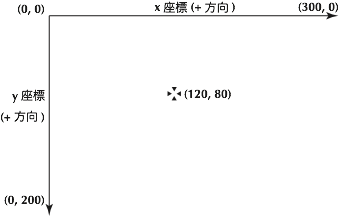 (0, 0)
x 座標 (+ 方向)
(300, 0)
y 座標
(+ 方向)
(120, 80)
(0, 200)